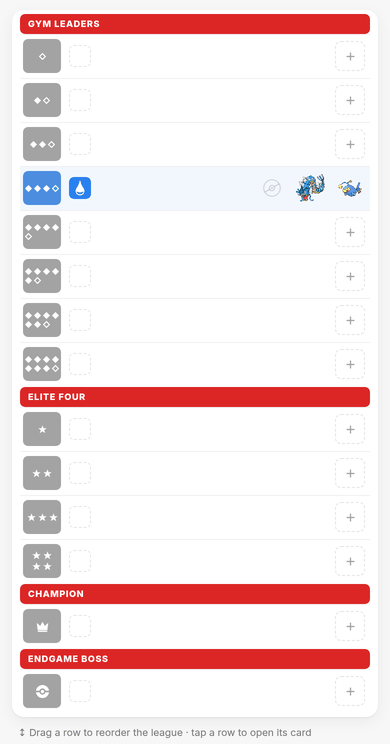 GYM LEADERS
ELITE FOUR
CHAMPION
ENDGAME BOSS
↕ Drag a row to reorder the league · tap a row to open its card